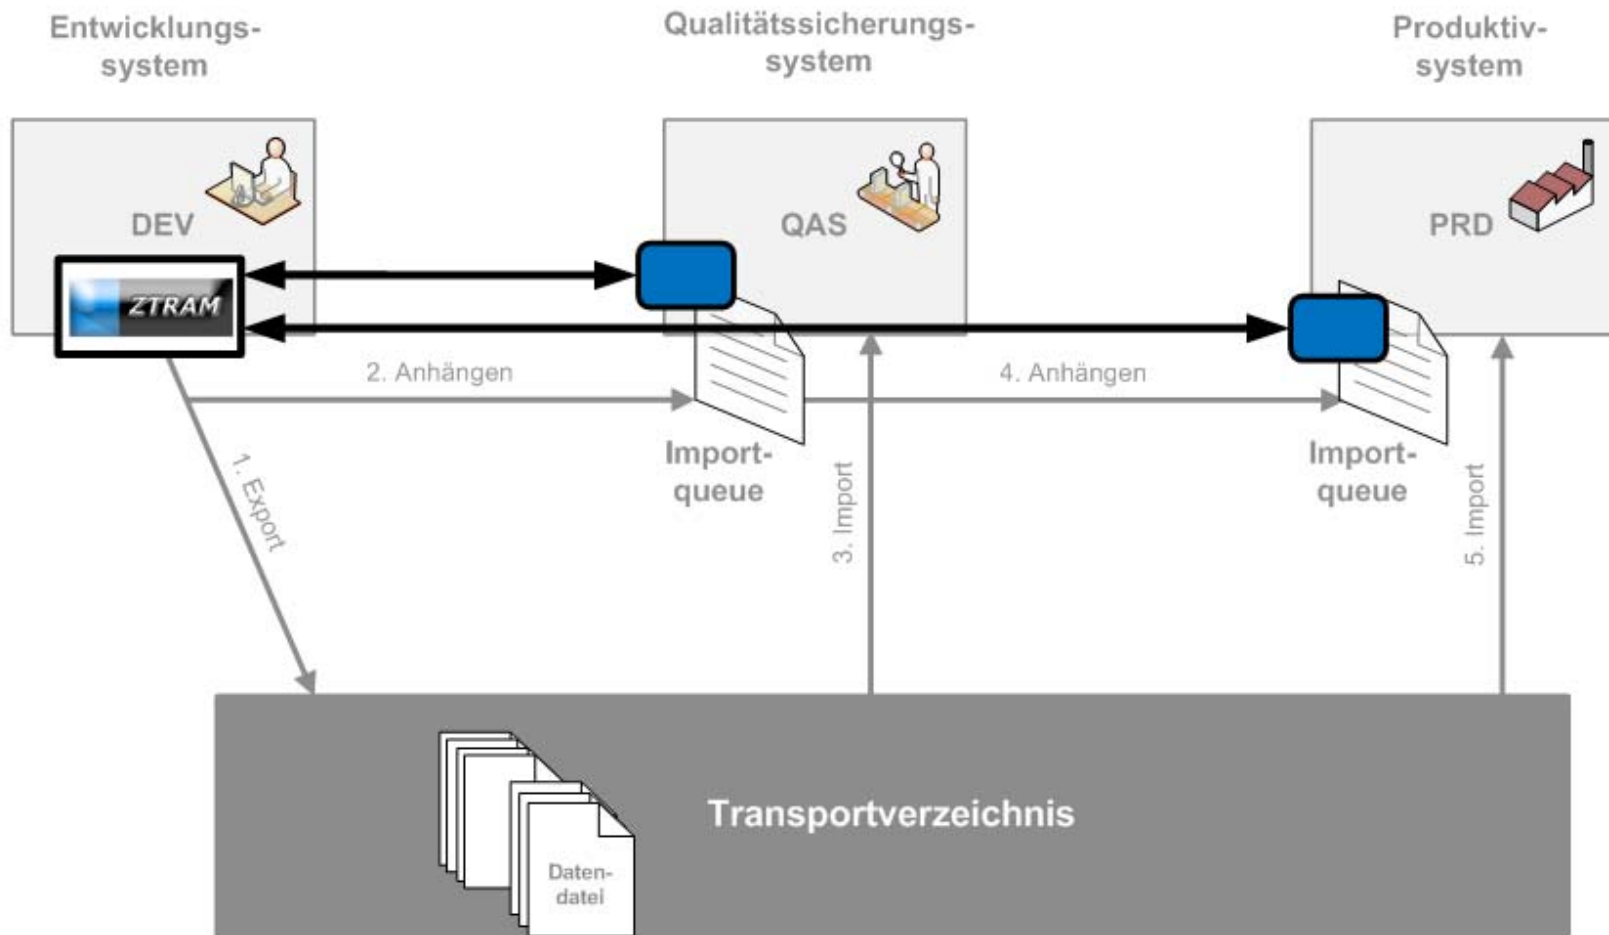 Entwicklungs-
system
Qualitätssicherungs-
system
Produktiv-
system
DEV
QAS
PRD
ZTRAM
2. Anhängen
4. Anhängen
Import-
queue
Import-
queue
1. Export
3. Import
5. Import
Transportverzeichnis
Daten-
datei